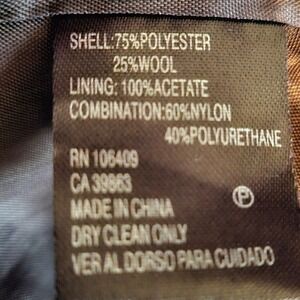 SHELL:75%POLYESTER
25%WOOL
LINING: 100%ACETATE
COMBINATION:60%NYLON
40%POLYURETHANE
RN 106409
CA 39863
P
MADE IN CHINA
DRY CLEAN ONLY
VER AL DORSO PARA CUIDADO